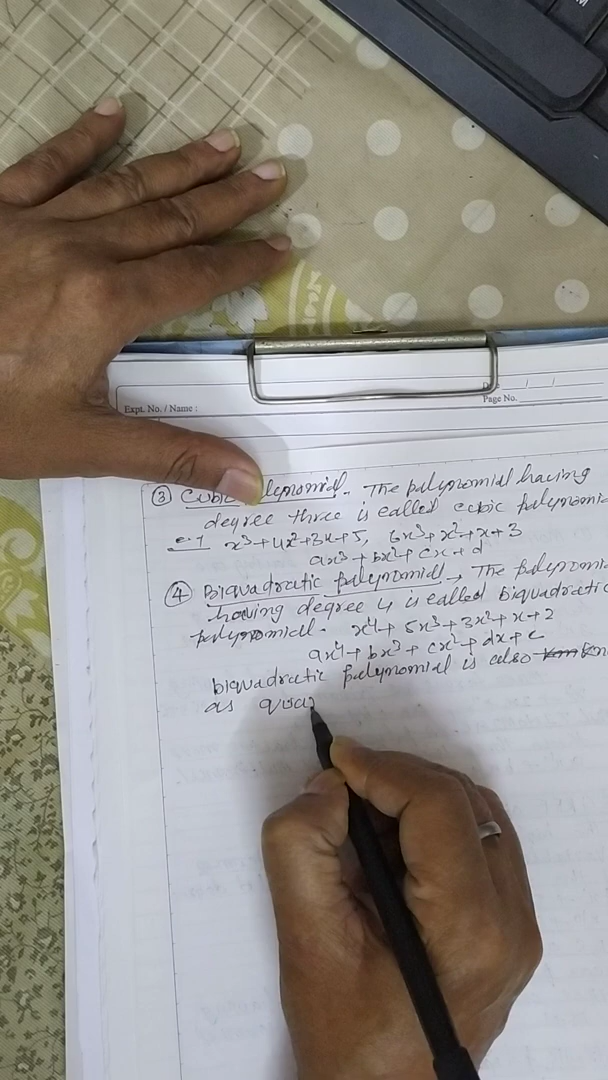 Expt. No. / Name :
Page No.
③ Cubic polynomial. The polynomial having
degree three is called cubic polynomial
e.g x³+4x²+3x+5, 6x³+x²+x+3
ax³+bx²+cx+d
④ Biquadratic polynomial → The polynomial
having degree 4 is called biquadratic
polynomial. x⁴+5x³+3x²+x+2
ax⁴+bx³+cx²+dx+e
biquadratic polynomial is also
as qua